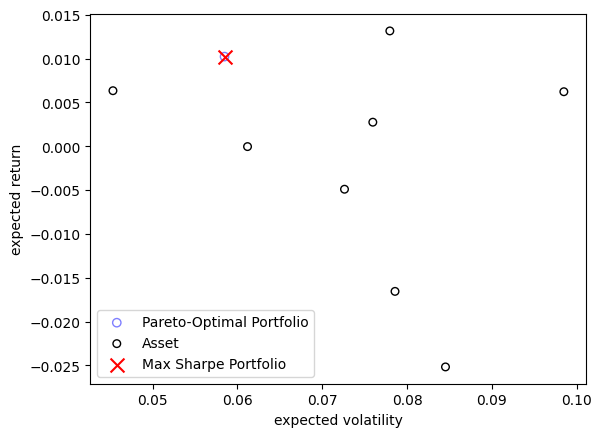 0.015
0.010
0.005
0.000
−0.005
−0.010
−0.015
−0.020
−0.025
expected return
Pareto-Optimal Portfolio
Asset
Max Sharpe Portfolio
0.05 0.06 0.07 0.08 0.09 0.10
expected volatility